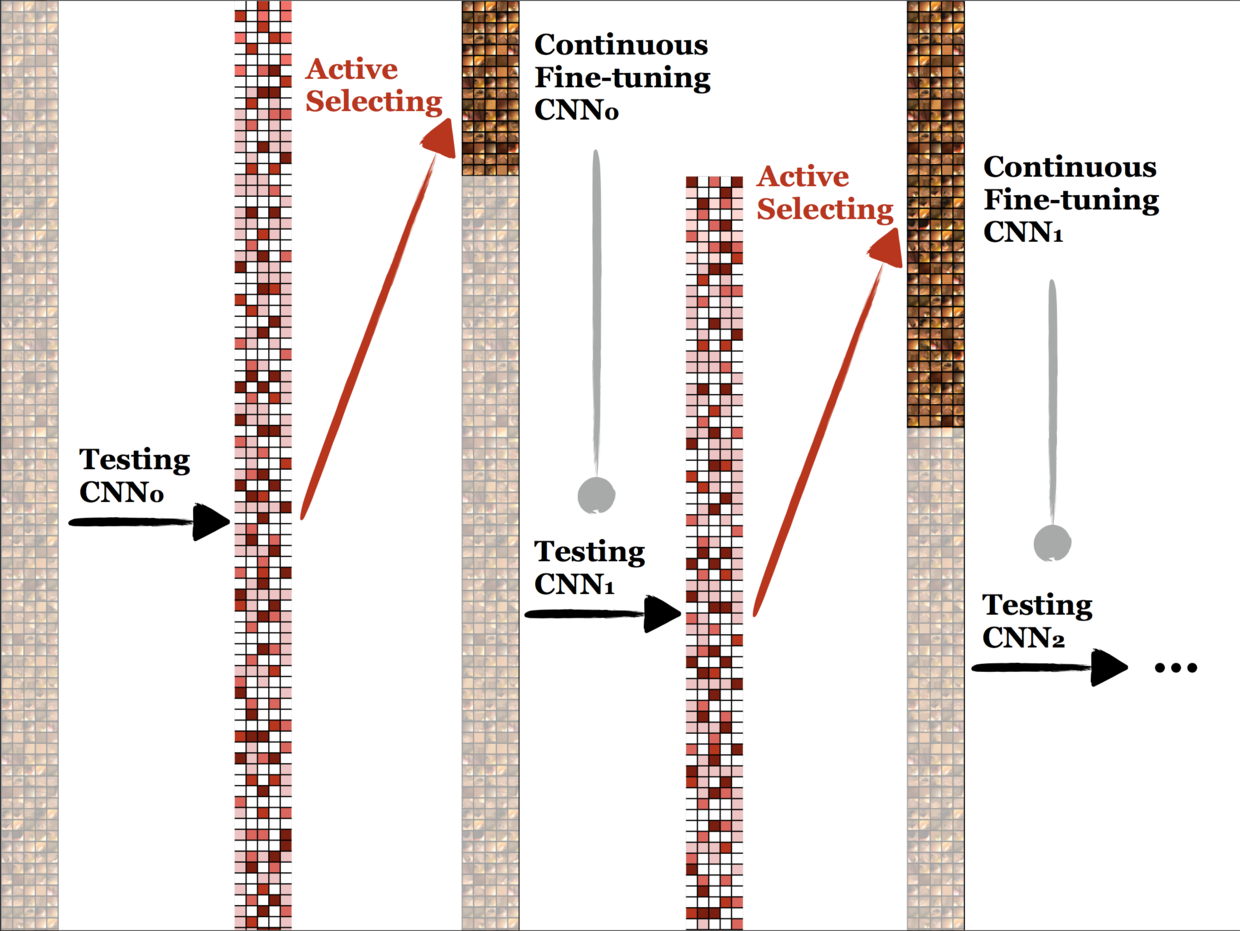 Active
Selecting
Continuous
Fine-tuning
CNN₀
Testing
CNN₀
Active
Selecting
Continuous
Fine-tuning
CNN₁
Testing
CNN₁
Testing
CNN₂
...